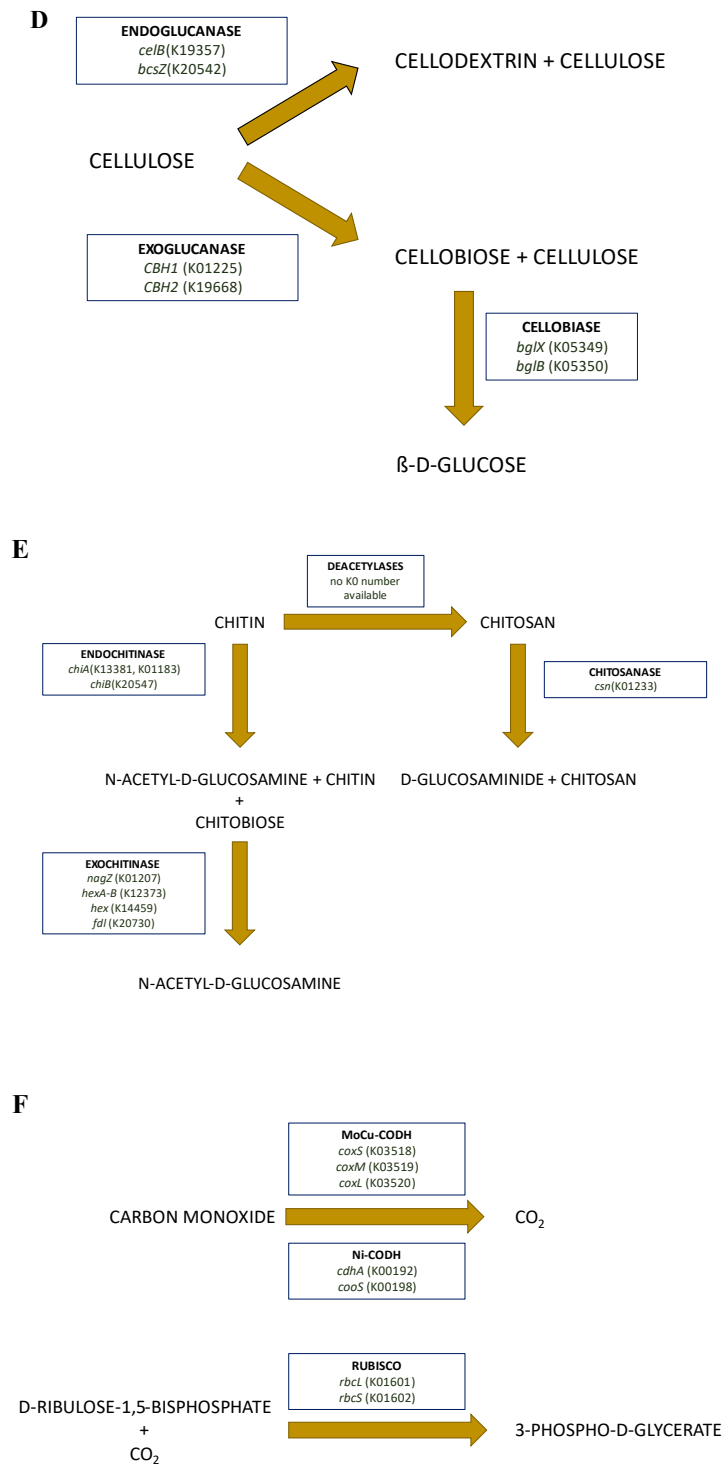 D
ENDOGLUCANASE
celB(K19357)
bcsZ(K20542)
CELLODEXTRIN + CELLULOSE
CELLULOSE
EXOGLUCANASE
CBH1 (K01225)
CBH2 (K19668)
CELLOBIOSE + CELLULOSE
CELLOBIASE
bglX (K05349)
bglB (K05350)
ß-D-GLUCOSE
E
DEACETYLASES
no K0 number
available
CHITIN
CHITOSAN
ENDOCHITINASE
chiA(K13381, K01183)
chiB(K20547)
CHITOSANASE
csn(K01233)
N-ACETYL-D-GLUCOSAMINE + CHITIN
+
CHITOBIOSE
D-GLUCOSAMINIDE + CHITOSAN
EXOCHITINASE
nagZ (K01207)
hexA-B (K12373)
hex (K14459)
fdl (K20730)
N-ACETYL-D-GLUCOSAMINE
F
MoCu-CODH
coxS (K03518)
coxM (K03519)
coxL (K03520)
CARBON MONOXIDE
CO₂
Ni-CODH
cdhA (K00192)
cooS (K00198)
RUBISCO
rbcL (K01601)
rbcS (K01602)
D-RIBULOSE-1,5-BISPHOSPHATE
+
CO₂
3-PHOSPHO-D-GLYCERATE